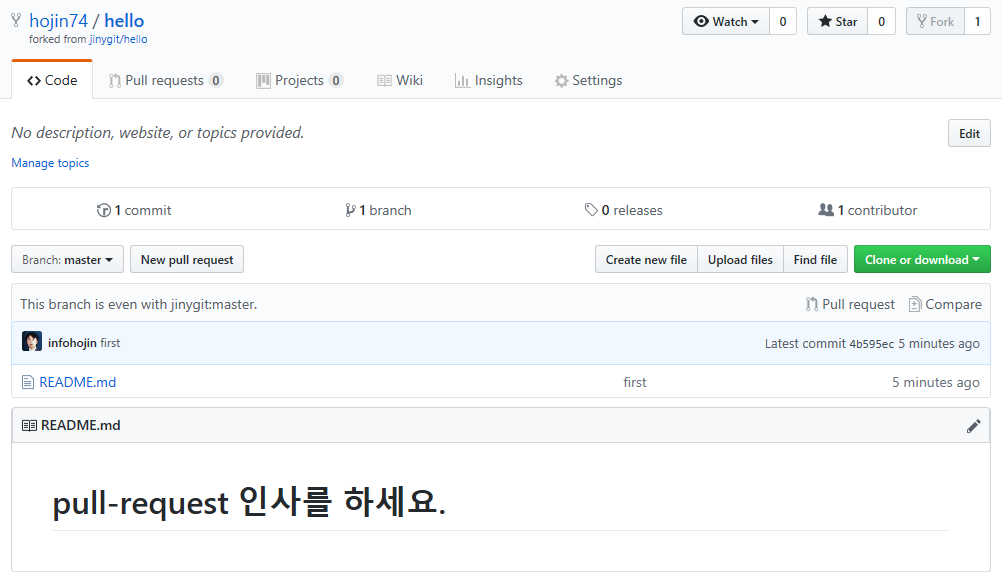 hojin74 / hello
forked from jinygit/hello
Watch 0 Star 0 Fork 1
Code Pull requests 0 Projects 0 Wiki Insights Settings
No description, website, or topics provided. Edit
Manage topics
1 commit 1 branch 0 releases 1 contributor
Branch: master New pull request Create new file Upload files Find file Clone or download
This branch is even with jinygit:master. Pull request Compare
infohojin first Latest commit 4b595ec 5 minutes ago
README.md first 5 minutes ago
README.md
pull-request 인사를 하세요.